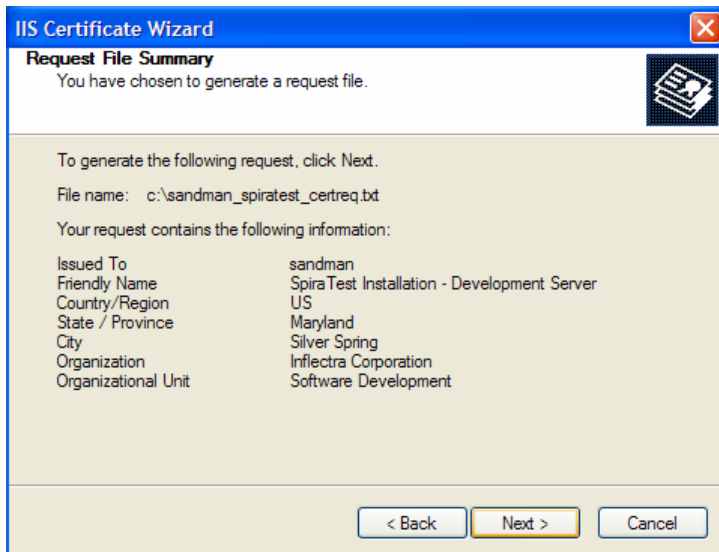 IIS Certificate Wizard
Request File Summary
You have chosen to generate a request file.
To generate the following request, click Next.
File name: c:\sandman_spiratest_certreq.txt
Your request contains the following information:
Issued To sandman
Friendly Name SpiraTest Installation - Development Server
Country/Region US
State / Province Maryland
City Silver Spring
Organization Inflectra Corporation
Organizational Unit Software Development
< Back Next > Cancel